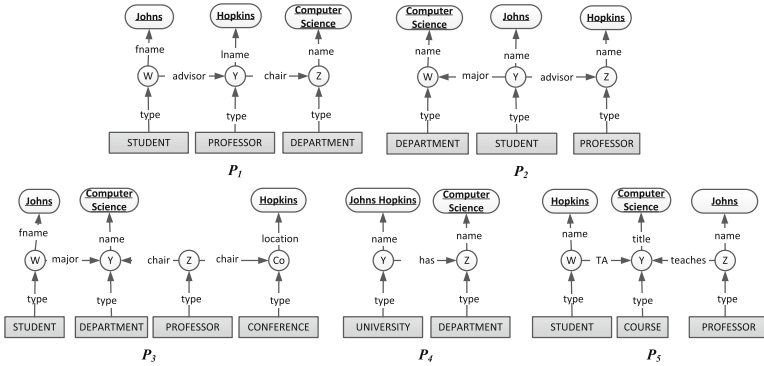 Johns Hopkins Computer Science
fname lname name
W advisor Y chair Z
type type type
STUDENT PROFESSOR DEPARTMENT
P1
Computer Science Johns Hopkins
name name name
W major Y advisor Z
type type type
DEPARTMENT STUDENT PROFESSOR
P2
Johns Computer Science Hopkins
fname name location
W major Y chair Z chair Co
type type type type
STUDENT DEPARTMENT PROFESSOR CONFERENCE
P3
Johns Hopkins Computer Science
name name
Y has Z
type type
UNIVERSITY DEPARTMENT
P4
Hopkins Computer Science Johns
name title name
W TA Y teaches Z
type type type
STUDENT COURSE PROFESSOR
P5